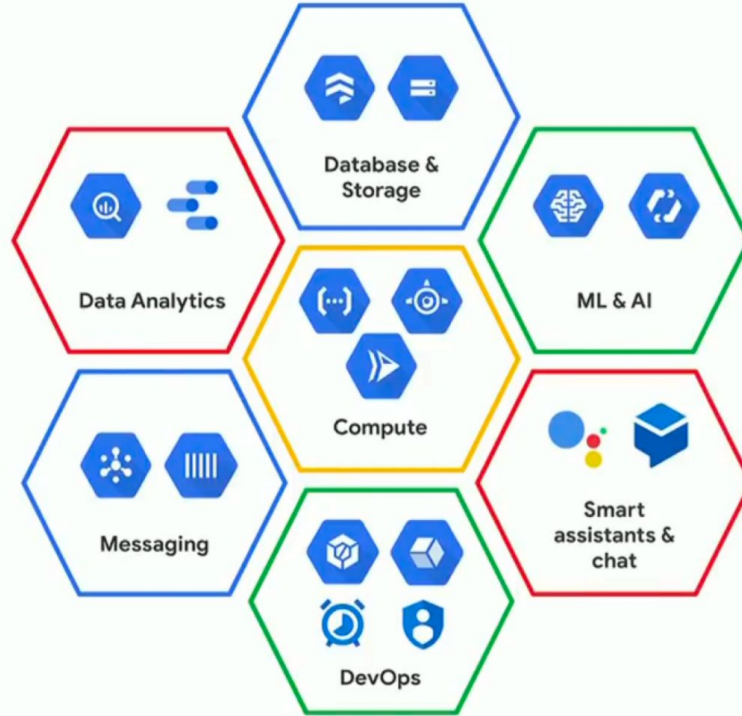 Database &
Storage
Data Analytics
ML & AI
Compute
Messaging
Smart
assistants &
chat
DevOps